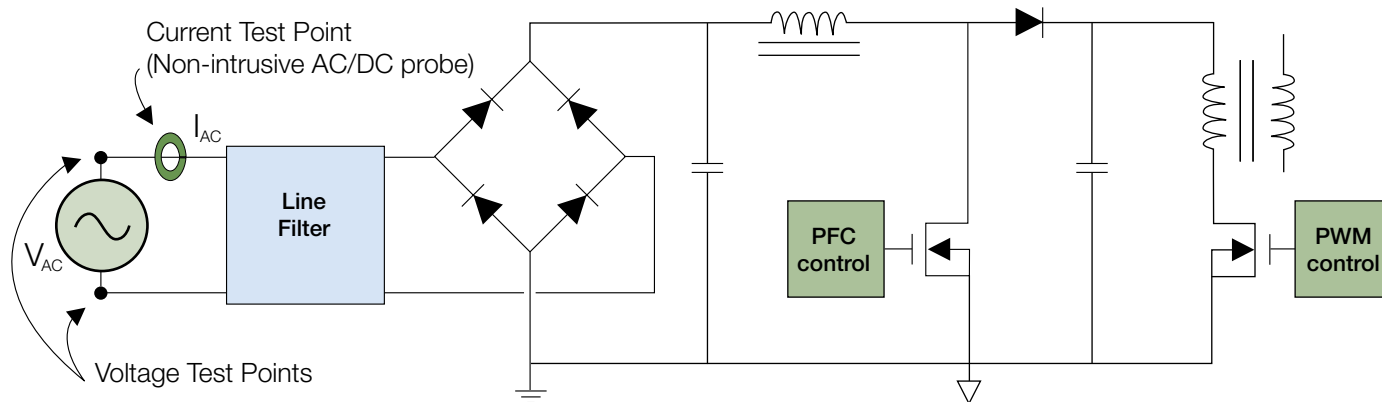 Current Test Point
(Non-intrusive AC/DC probe)
IAC
Line
Filter
VAC
PFC
control
PWM
control
Voltage Test Points